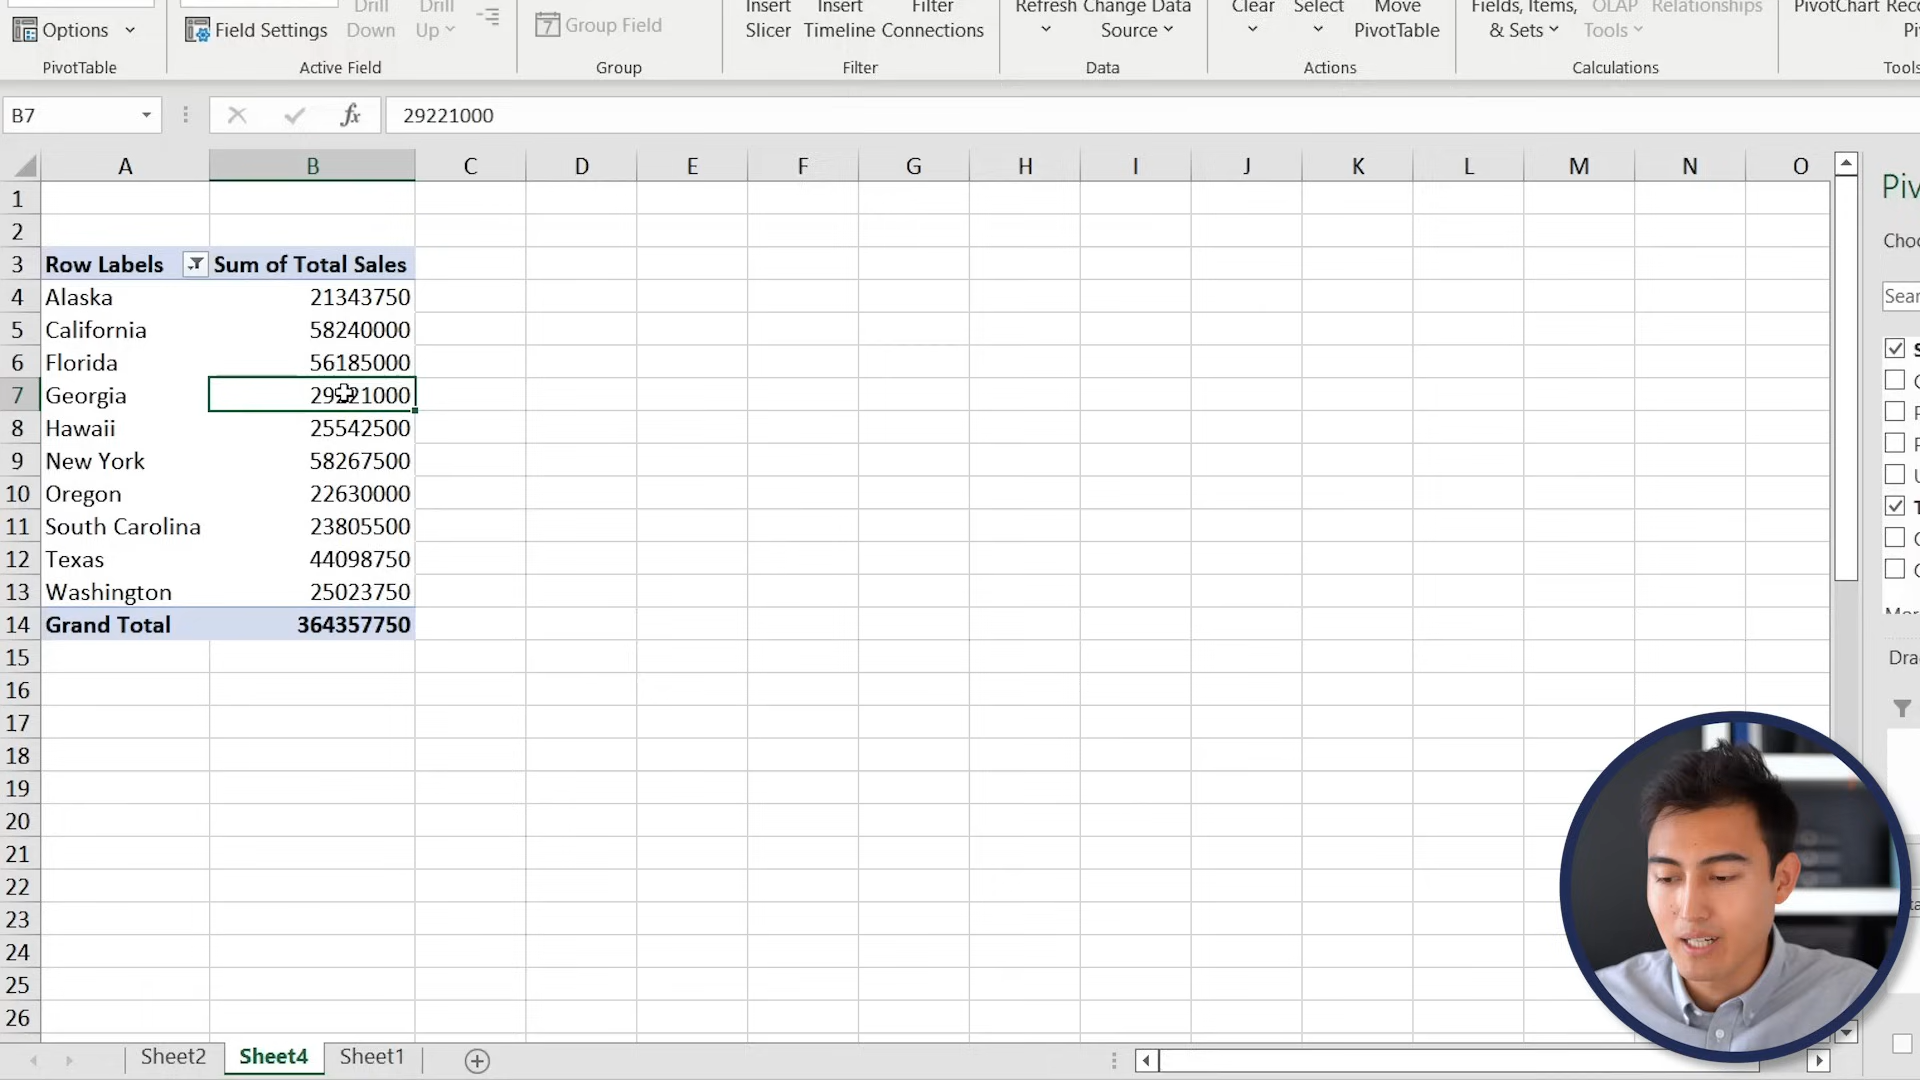 Drill Drill Insert Insert Filter Refresh Change Data Clear Select Move Fields, Items, OLAP Relationships PivotChart
Options Field Settings Down Up Group Field Slicer Timeline Connections Source PivotTable & Sets Tools
PivotTable Active Field Group Filter Data Actions Calculations Tools
B7 fx 29221000
A B C D E F G H I J K L M N O
1
2
3 Row Labels Sum of Total Sales
4 Alaska 21343750
5 California 58240000
6 Florida 56185000
7 Georgia 29221000
8 Hawaii 25542500
9 New York 58267500
10 Oregon 22630000
11 South Carolina 23805500
12 Texas 44098750
13 Washington 25023750
14 Grand Total 364357750
15
16
17
18
19
20
21
22
23
24
25
26
Sheet2 Sheet4 Sheet1